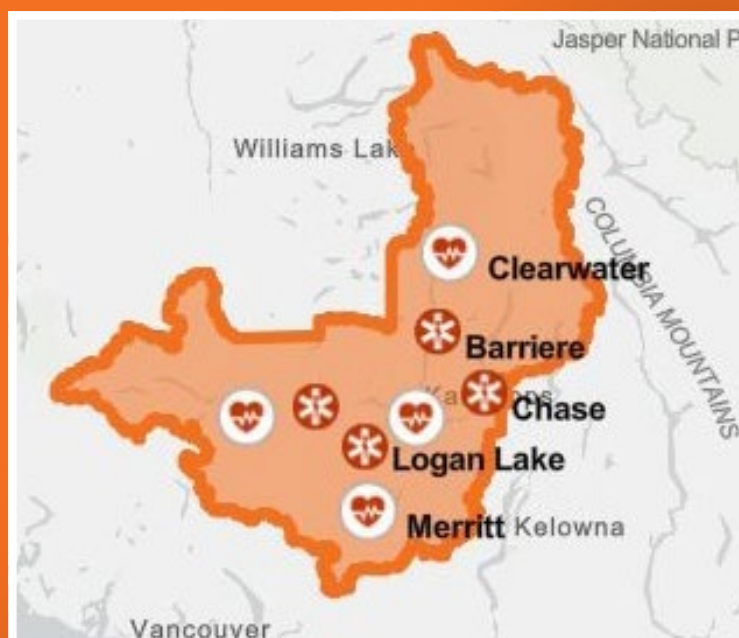 Jasper National P
Williams Lak
COLUMBIA MOUNTAINS
Clearwater
Barriere
Chase
Logan Lake
Merritt
Kelowna
Vancouver